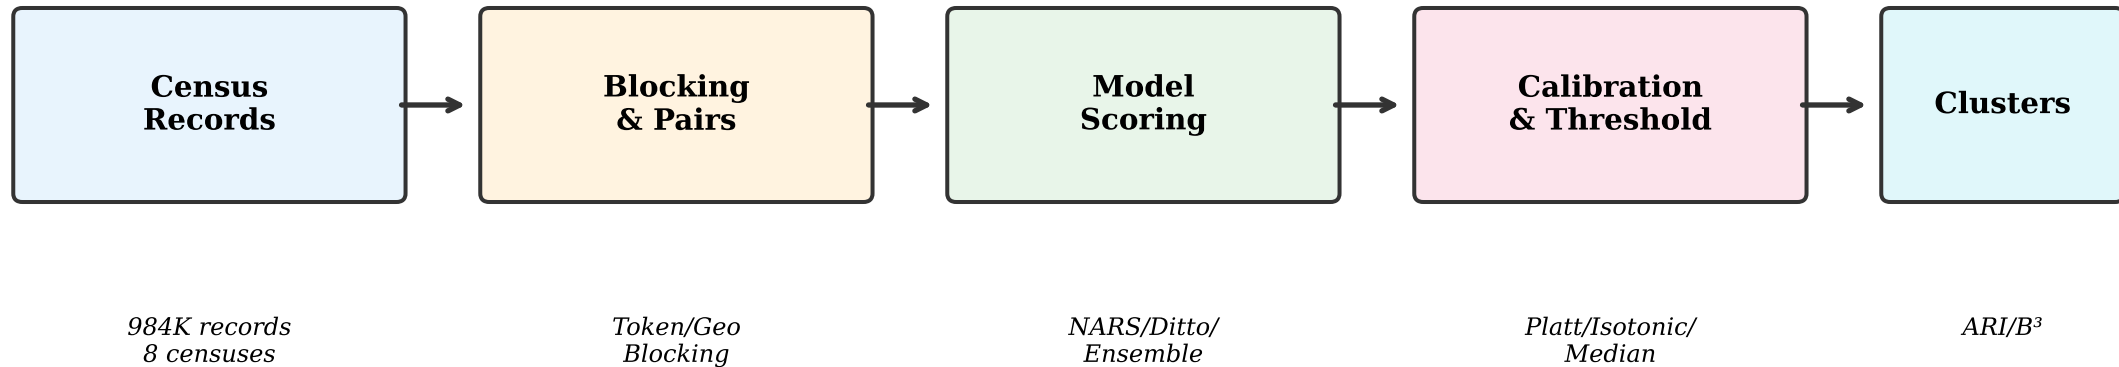 Census
Records
Blocking
& Pairs
Model
Scoring
Calibration
& Threshold
Clusters
984K records
8 censuses
Token/Geo
Blocking
NARS/Ditto/
Ensemble
Platt/Isotonic/
Median
ARI/B³